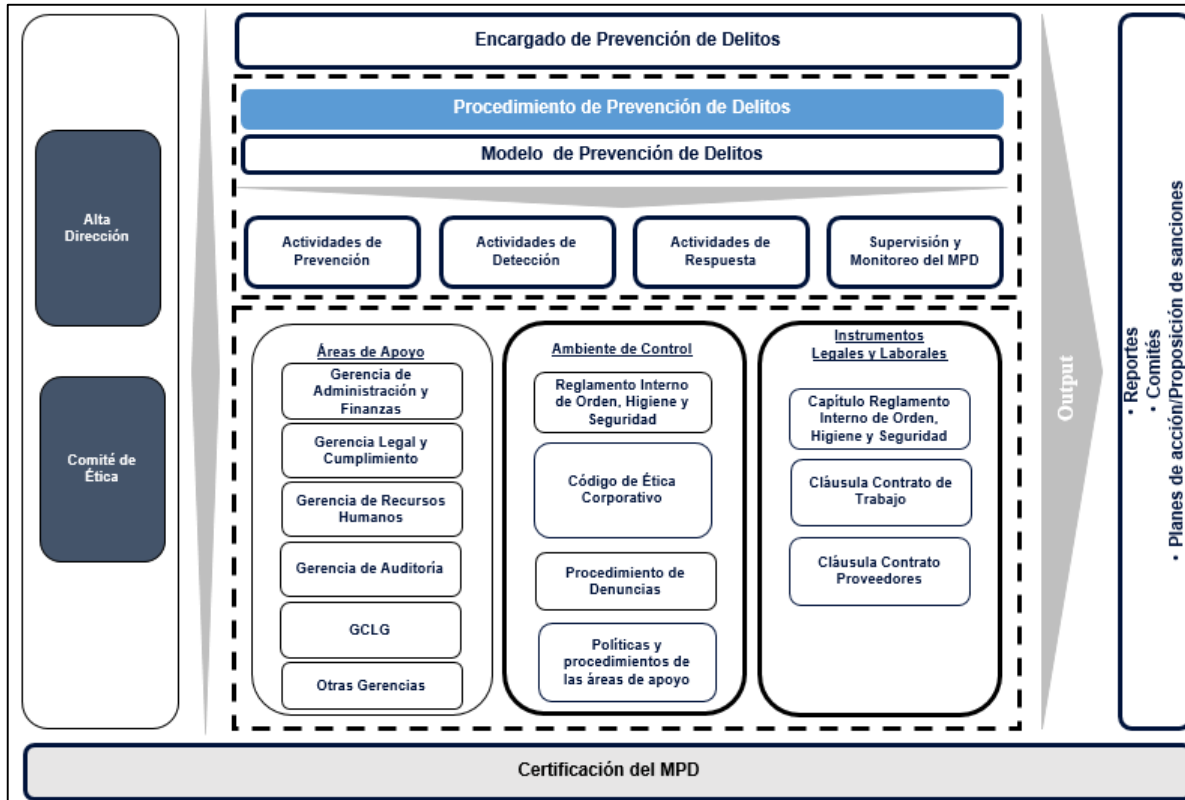 Alta
Dirección
Comité de
Ética
Encargado de Prevención de Delitos
Procedimiento de Prevención de Delitos
Modelo de Prevención de Delitos
Actividades de
Prevención
Actividades de
Detección
Actividades de
Respuesta
Supervisión y
Monitoreo del MPD
Áreas de Apoyo
Gerencia de
Administración y
Finanzas
Gerencia Legal y
Cumplimiento
Gerencia de Recursos
Humanos
Gerencia de Auditoría
GCLG
Otras Gerencias
Ambiente de Control
Reglamento Interno
de Orden, Higiene y
Seguridad
Código de Ética
Corporativo
Procedimiento de
Denuncias
Políticas y
procedimientos de
las áreas de apoyo
Instrumentos
Legales y Laborales
Capítulo Reglamento
Interno de Orden,
Higiene y Seguridad
Cláusula Contrato de
Trabajo
Cláusula Contrato
Proveedores
Output
• Reportes
• Comités
• Planes de acción/Proposición de sanciones
Certificación del MPD